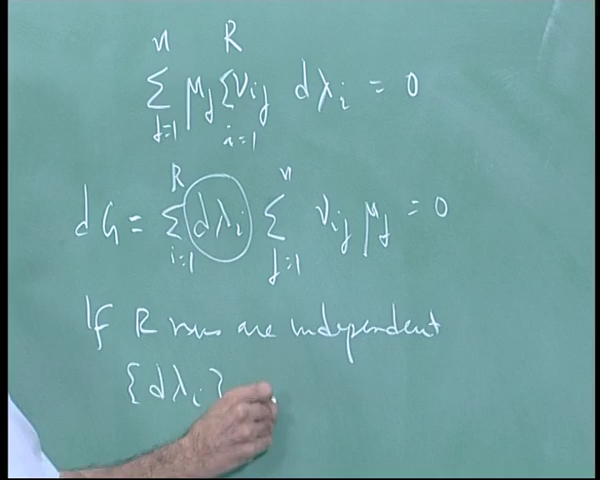 n R
∑ μj ∑ νij dλi = 0
j=1 i=1
R n
dG = ∑ dλi ∑ νij μj = 0
i=1 j=1
If R rxns are independent
{dλi}